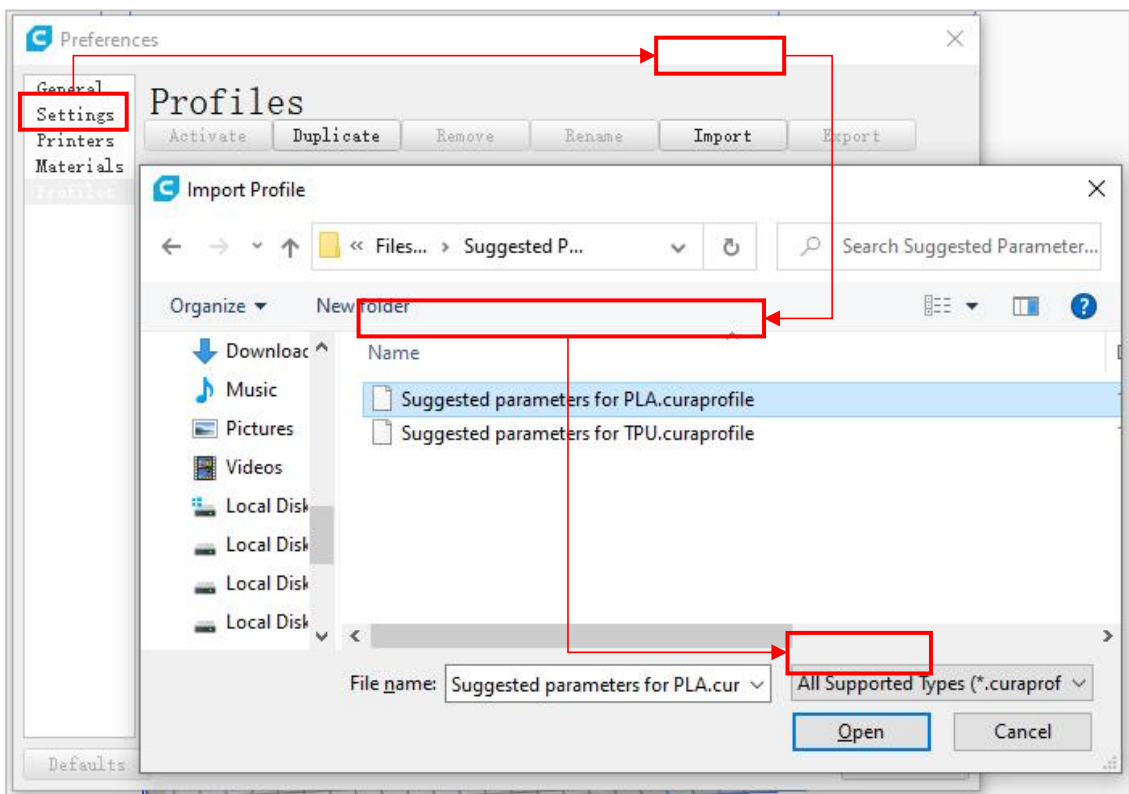 Preferences
General
Settings
Printers
Materials
Profiles
Profiles
Activate Duplicate Remove Rename Import Export
Import Profile
« Files... › Suggested P...
Search Suggested Parameter...
Organize New folder
Downloac
Music
Pictures
Videos
Local Disk
Local Disk
Local Disk
Local Disk
Name
Suggested parameters for PLA.curaprofile
Suggested parameters for TPU.curaprofile
File name: Suggested parameters for PLA.cur All Supported Types (*.curaprof
Open Cancel
Defaults